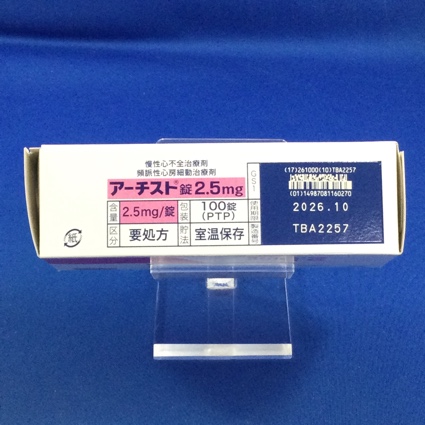 慢性心不全治療剤
頻脈性心房細動治療剤
アーチスト錠2.5mg
含量 2.5mg/錠 包装 100錠(PTP)
区分 要処方 貯法 室温保存
GS1
使用期限
製造番号
(17)261000(10)TBA2257
(01)14987081160270
2026.10
TBA2257
紙